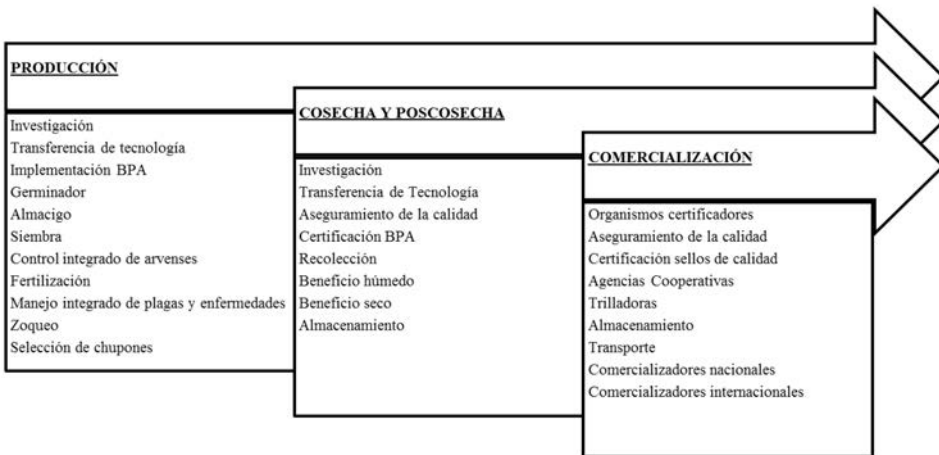 PRODUCCIÓN
Investigación
Transferencia de tecnología
Implementación BPA
Germinador
Almacigo
Siembra
Control integrado de arvenses
Fertilización
Manejo integrado de plagas y enfermedades
Zoqueo
Selección de chupones
COSECHA Y POSCOSECHA
Investigación
Transferencia de Tecnología
Aseguramiento de la calidad
Certificación BPA
Recolección
Beneficio húmedo
Beneficio seco
Almacenamiento
COMERCIALIZACIÓN
Organismos certificadores
Aseguramiento de la calidad
Certificación sellos de calidad
Agencias Cooperativas
Trilladoras
Almacenamiento
Transporte
Comercializadores nacionales
Comercializadores internacionales